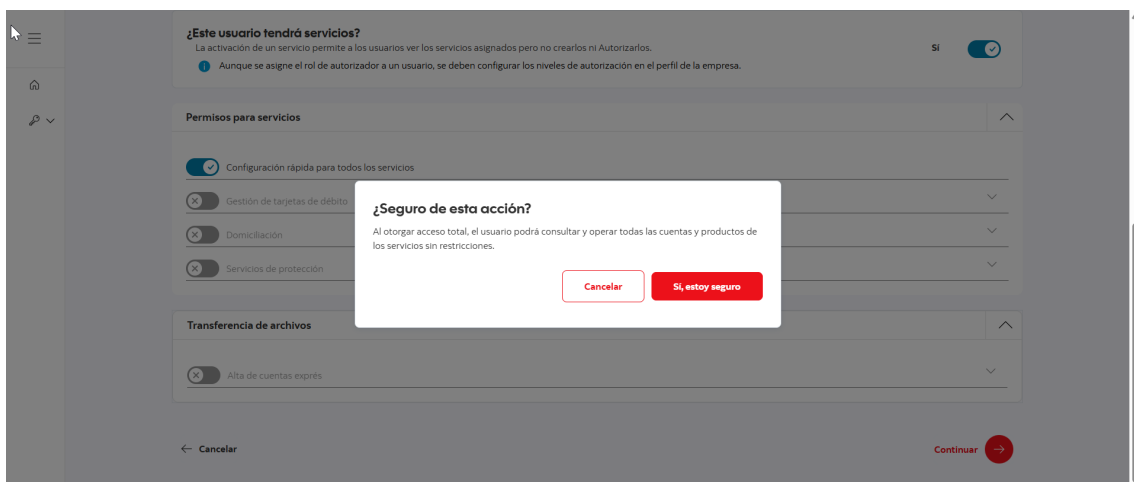 ¿Este usuario tendrá servicios?
La activación de un servicio permite a los usuarios ver los servicios asignados pero no crearlos ni Autorizarlos.
Sí
Aunque se asigne el rol de autorizador a un usuario, se deben configurar los niveles de autorización en el perfil de la empresa.
Permisos para servicios
Configuración rápida para todos los servicios
Gestión de tarjetas de débito
Domiciliación
Servicios de protección
¿Seguro de esta acción?
Al otorgar acceso total, el usuario podrá consultar y operar todas las cuentas y productos de
los servicios sin restricciones.
Cancelar
Sí, estoy seguro
Transferencia de archivos
Alta de cuentas exprés
Cancelar
Continuar